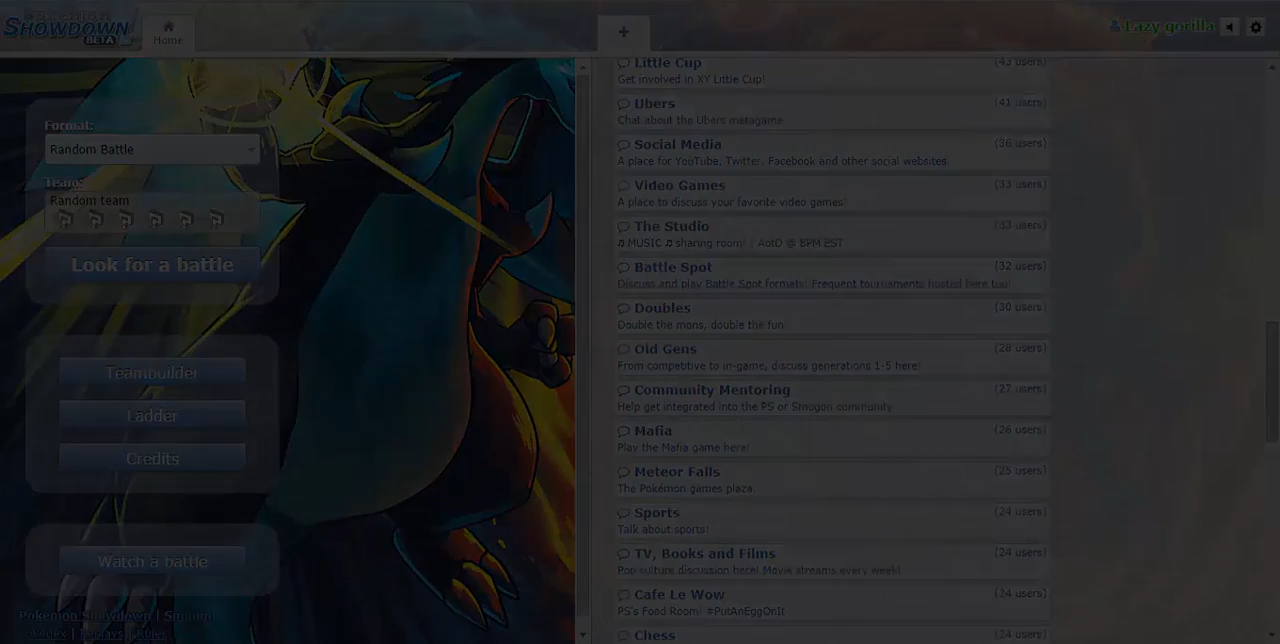 SHOWDOWN
BETA
Home
+
Lazy gorilla
Format:
Random Battle
Team:
Random team
Look for a battle
Teambuilder
Ladder
Credits
Watch a battle
Pokémon Showdown | Smogon
Pokédex | Replays | Rules
Little Cup (43 users)
Get involved in XY Little Cup!
Ubers (41 users)
Chat about the Ubers metagame
Social Media (36 users)
A place for YouTube, Twitter, Facebook and other social websites.
Video Games (33 users)
A place to discuss your favorite video games!
The Studio (33 users)
♫ MUSIC ♫ sharing room! | AotD @ 8PM EST
Battle Spot (32 users)
Discuss and play Battle Spot formats! Frequent tournaments hosted here too!
Doubles (30 users)
Double the mons, double the fun!
Old Gens (28 users)
From competitive to in-game, discuss generations 1-5 here!
Community Mentoring (27 users)
Help get integrated into the PS or Smogon community
Mafia (26 users)
Play the Mafia game here!
Meteor Falls (25 users)
The Pokémon games plaza.
Sports (24 users)
Talk about sports!
TV, Books and Films (24 users)
Pop culture discussion here! Movie streams every week!
Cafe Le Wow (24 users)
PS's Food Room! #PutAnEggOnIt
Chess (24 users)